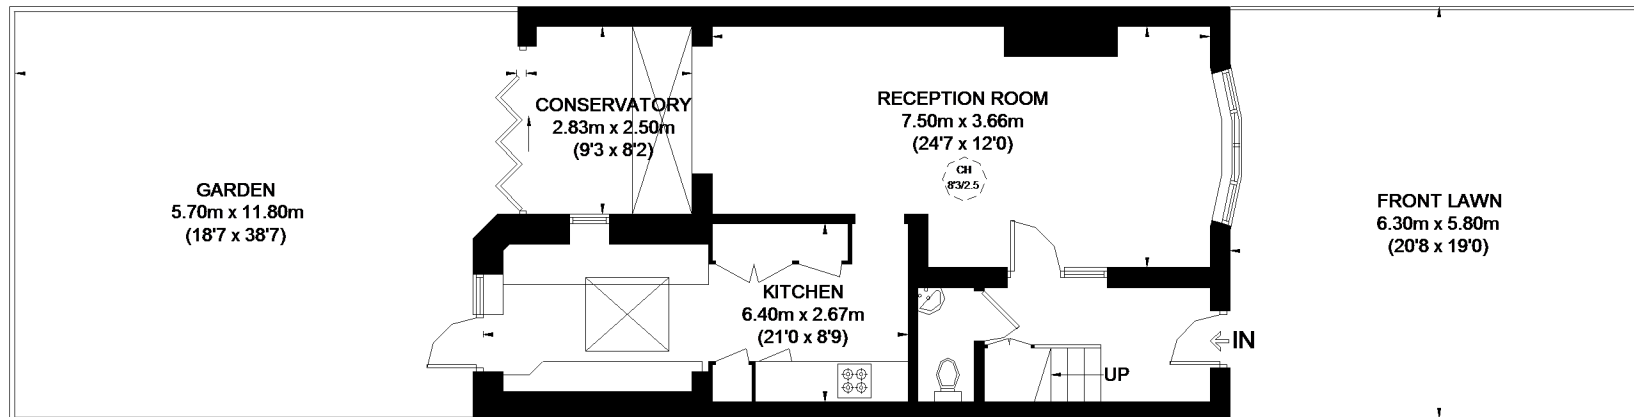 GARDEN
5.70m x 11.80m
(18'7 x 38'7)
CONSERVATORY
2.83m x 2.50m
(9'3 x 8'2)
RECEPTION ROOM
7.50m x 3.66m
(24'7 x 12'0)
CH
8'3/2.5
KITCHEN
6.40m x 2.67m
(21'0 x 8'9)
UP
IN
FRONT LAWN
6.30m x 5.80m
(20'8 x 19'0)